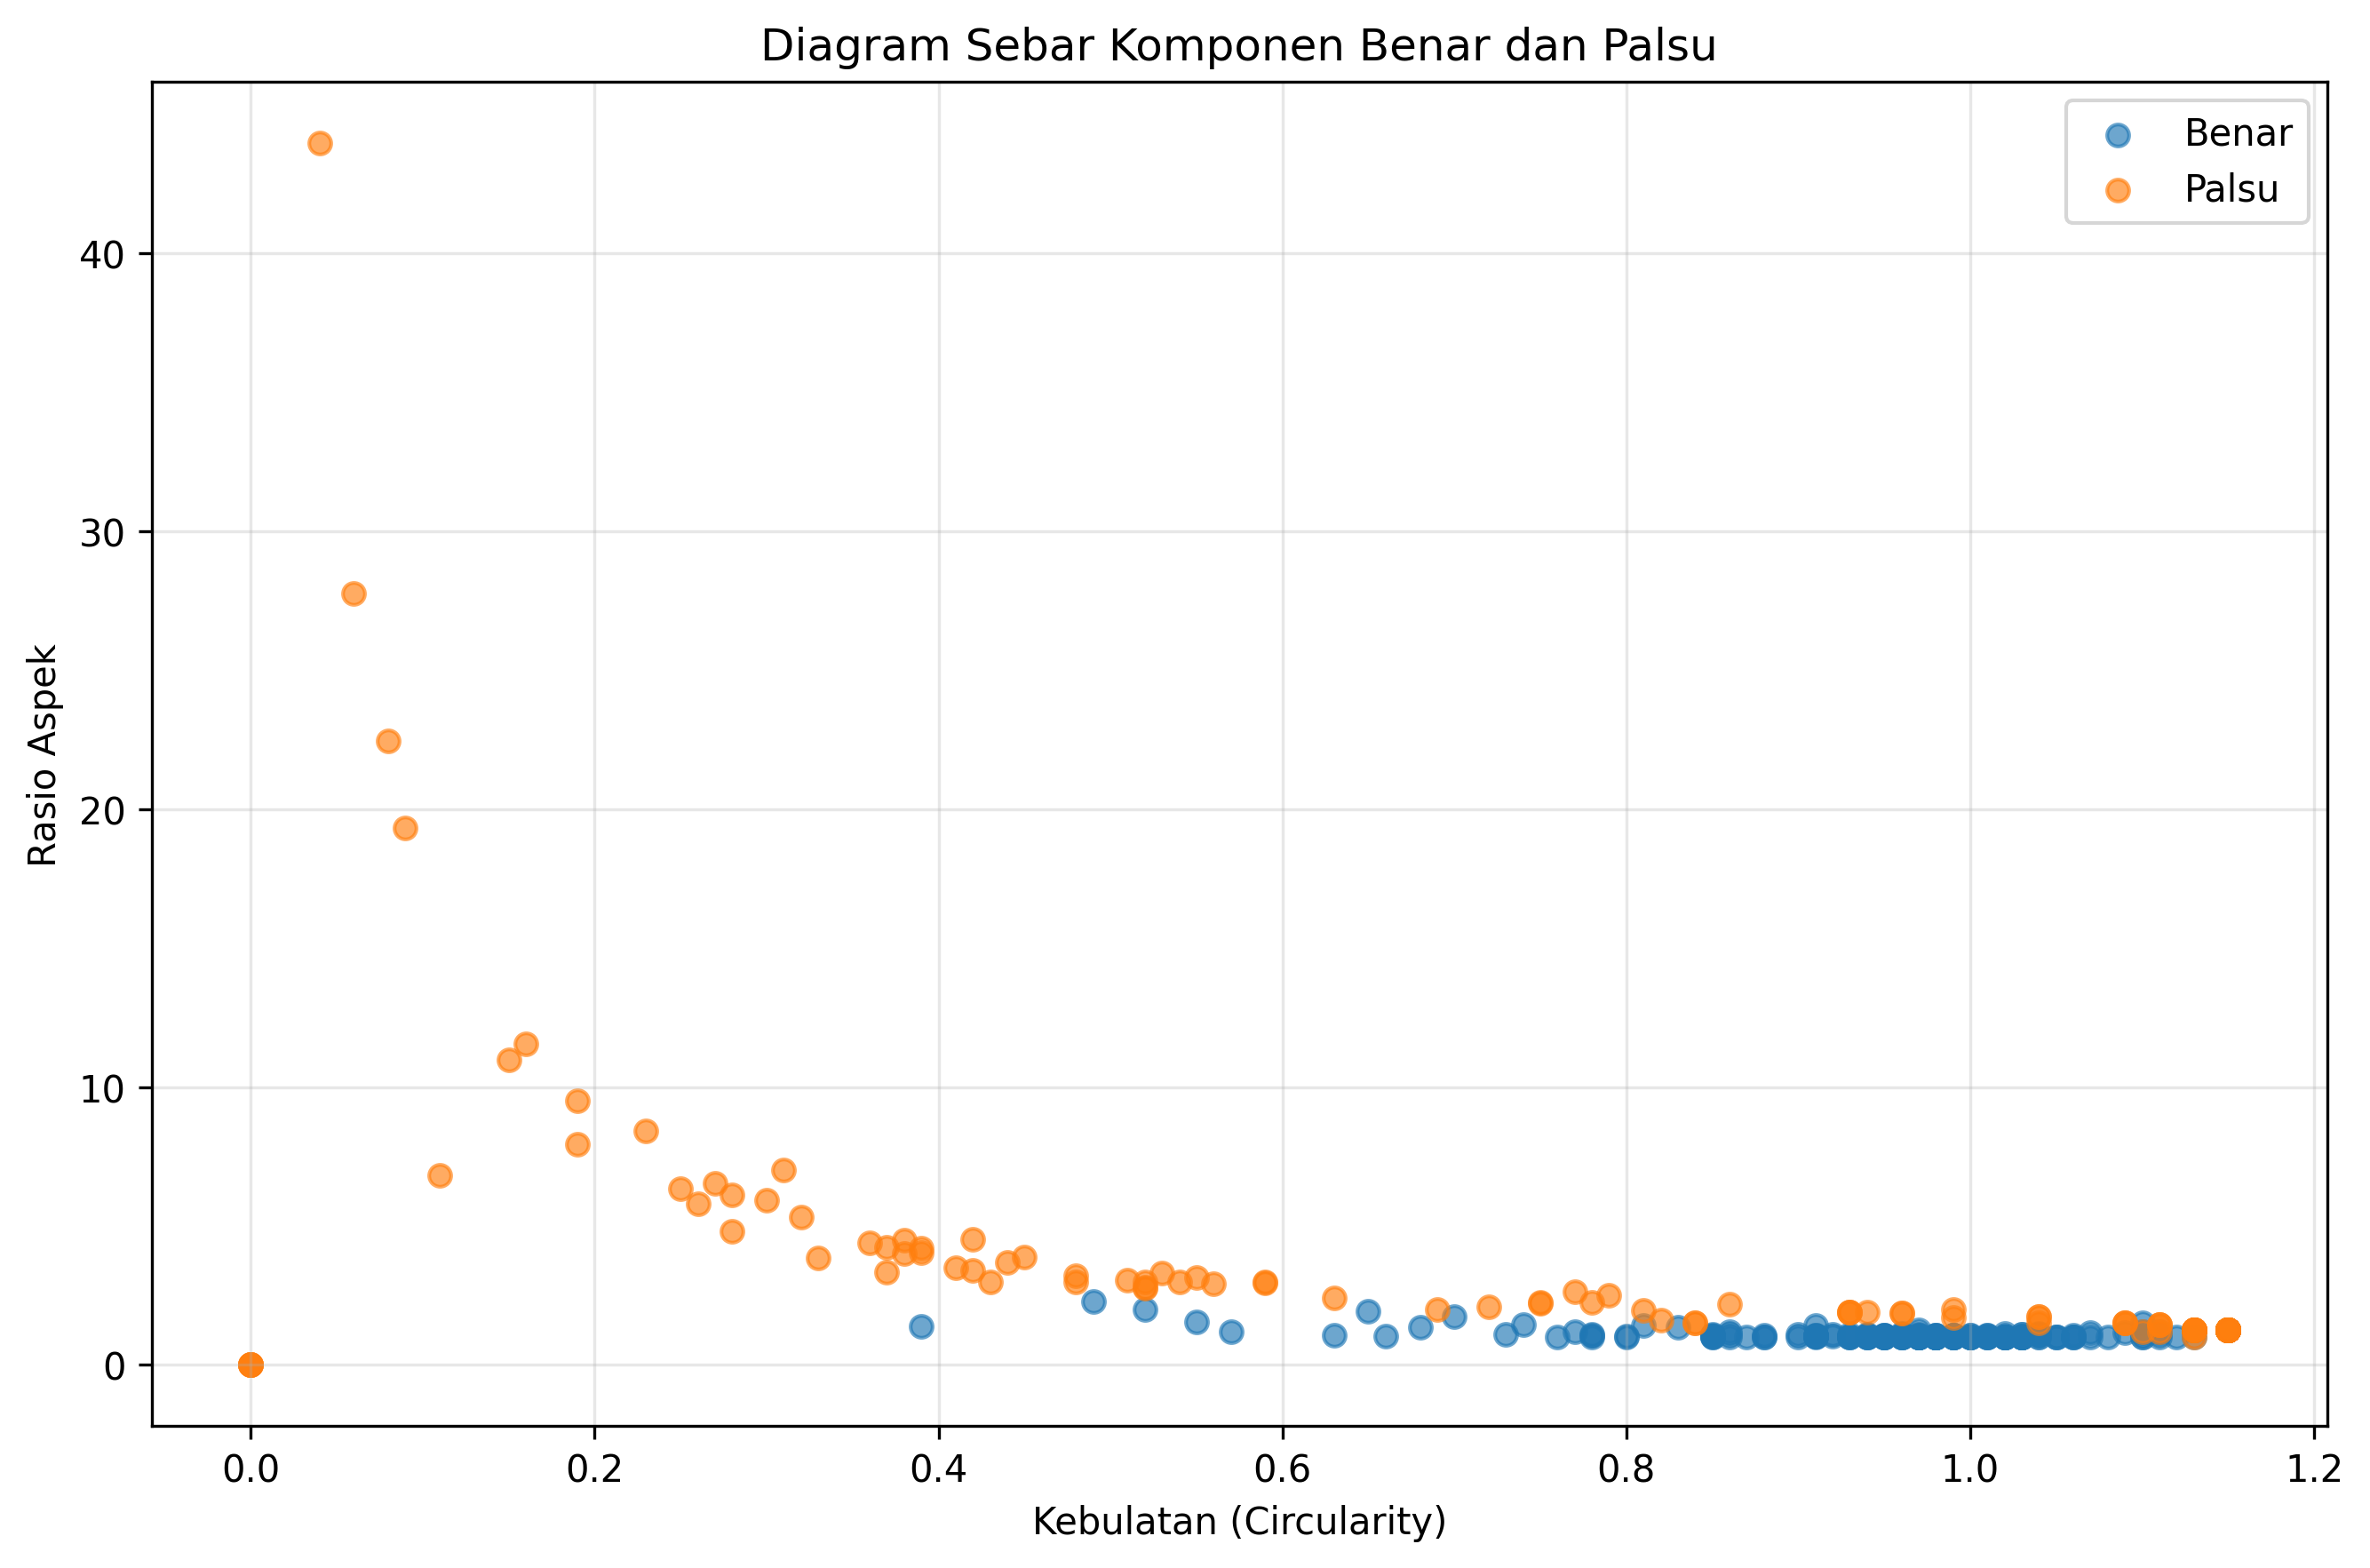 Diagram Sebar Komponen Benar dan Palsu
Benar
Palsu
Rasio Aspek
40
30
20
10
0
0.0 0.2 0.4 0.6 0.8 1.0 1.2
Kebulatan (Circularity)